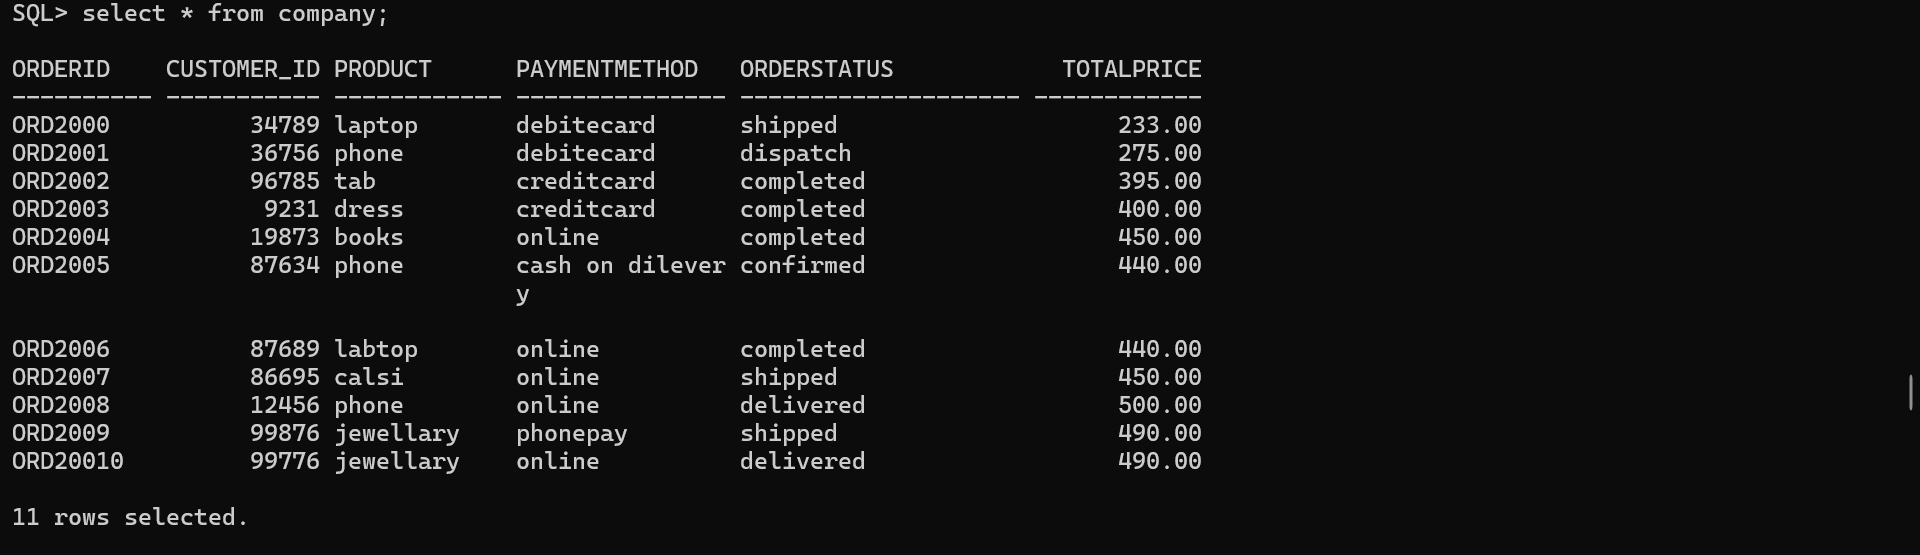 SQL> select * from company;
ORDERID    CUSTOMER_ID PRODUCT      PAYMENTMETHOD   ORDERSTATUS            TOTALPRICE
---------- ----------- ------------ --------------- -------------------- ------------
ORD2000          34789 laptop       debitecard      shipped                    233.00
ORD2001          36756 phone        debitecard      dispatch                   275.00
ORD2002          96785 tab          creditcard      completed                  395.00
ORD2003           9231 dress        creditcard      completed                  400.00
ORD2004          19873 books        online          completed                  450.00
ORD2005          87634 phone        cash on dilever confirmed                  440.00
                                    y
ORD2006          87689 labtop       online          completed                  440.00
ORD2007          86695 calsi        online          shipped                    450.00
ORD2008          12456 phone        online          delivered                  500.00
ORD2009          99876 jewellary    phonepay        shipped                    490.00
ORD20010         99776 jewellary    online          delivered                  490.00
11 rows selected.